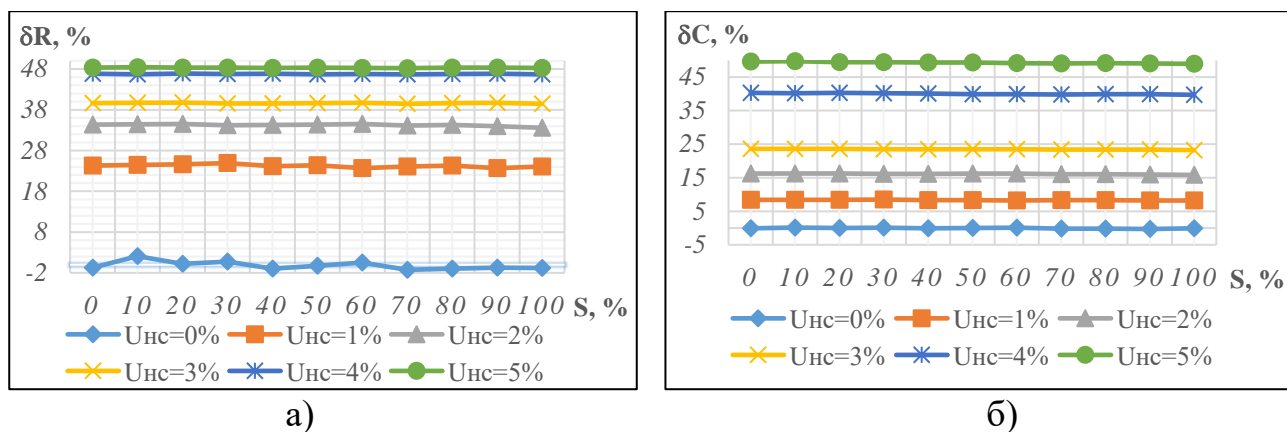 δR, %
48
38
28
18
8
-2
0 10 20 30 40 50 60 70 80 90 100 S, %
Uнс=0% Uнс=1% Uнс=2%
Uнс=3% Uнс=4% Uнс=5%
а)
δC, %
45
35
25
15
5
-5
0 10 20 30 40 50 60 70 80 90 100 S, %
Uнс=0% Uнс=1% Uнс=2%
Uнс=3% Uнс=4% Uнс=5%
б)